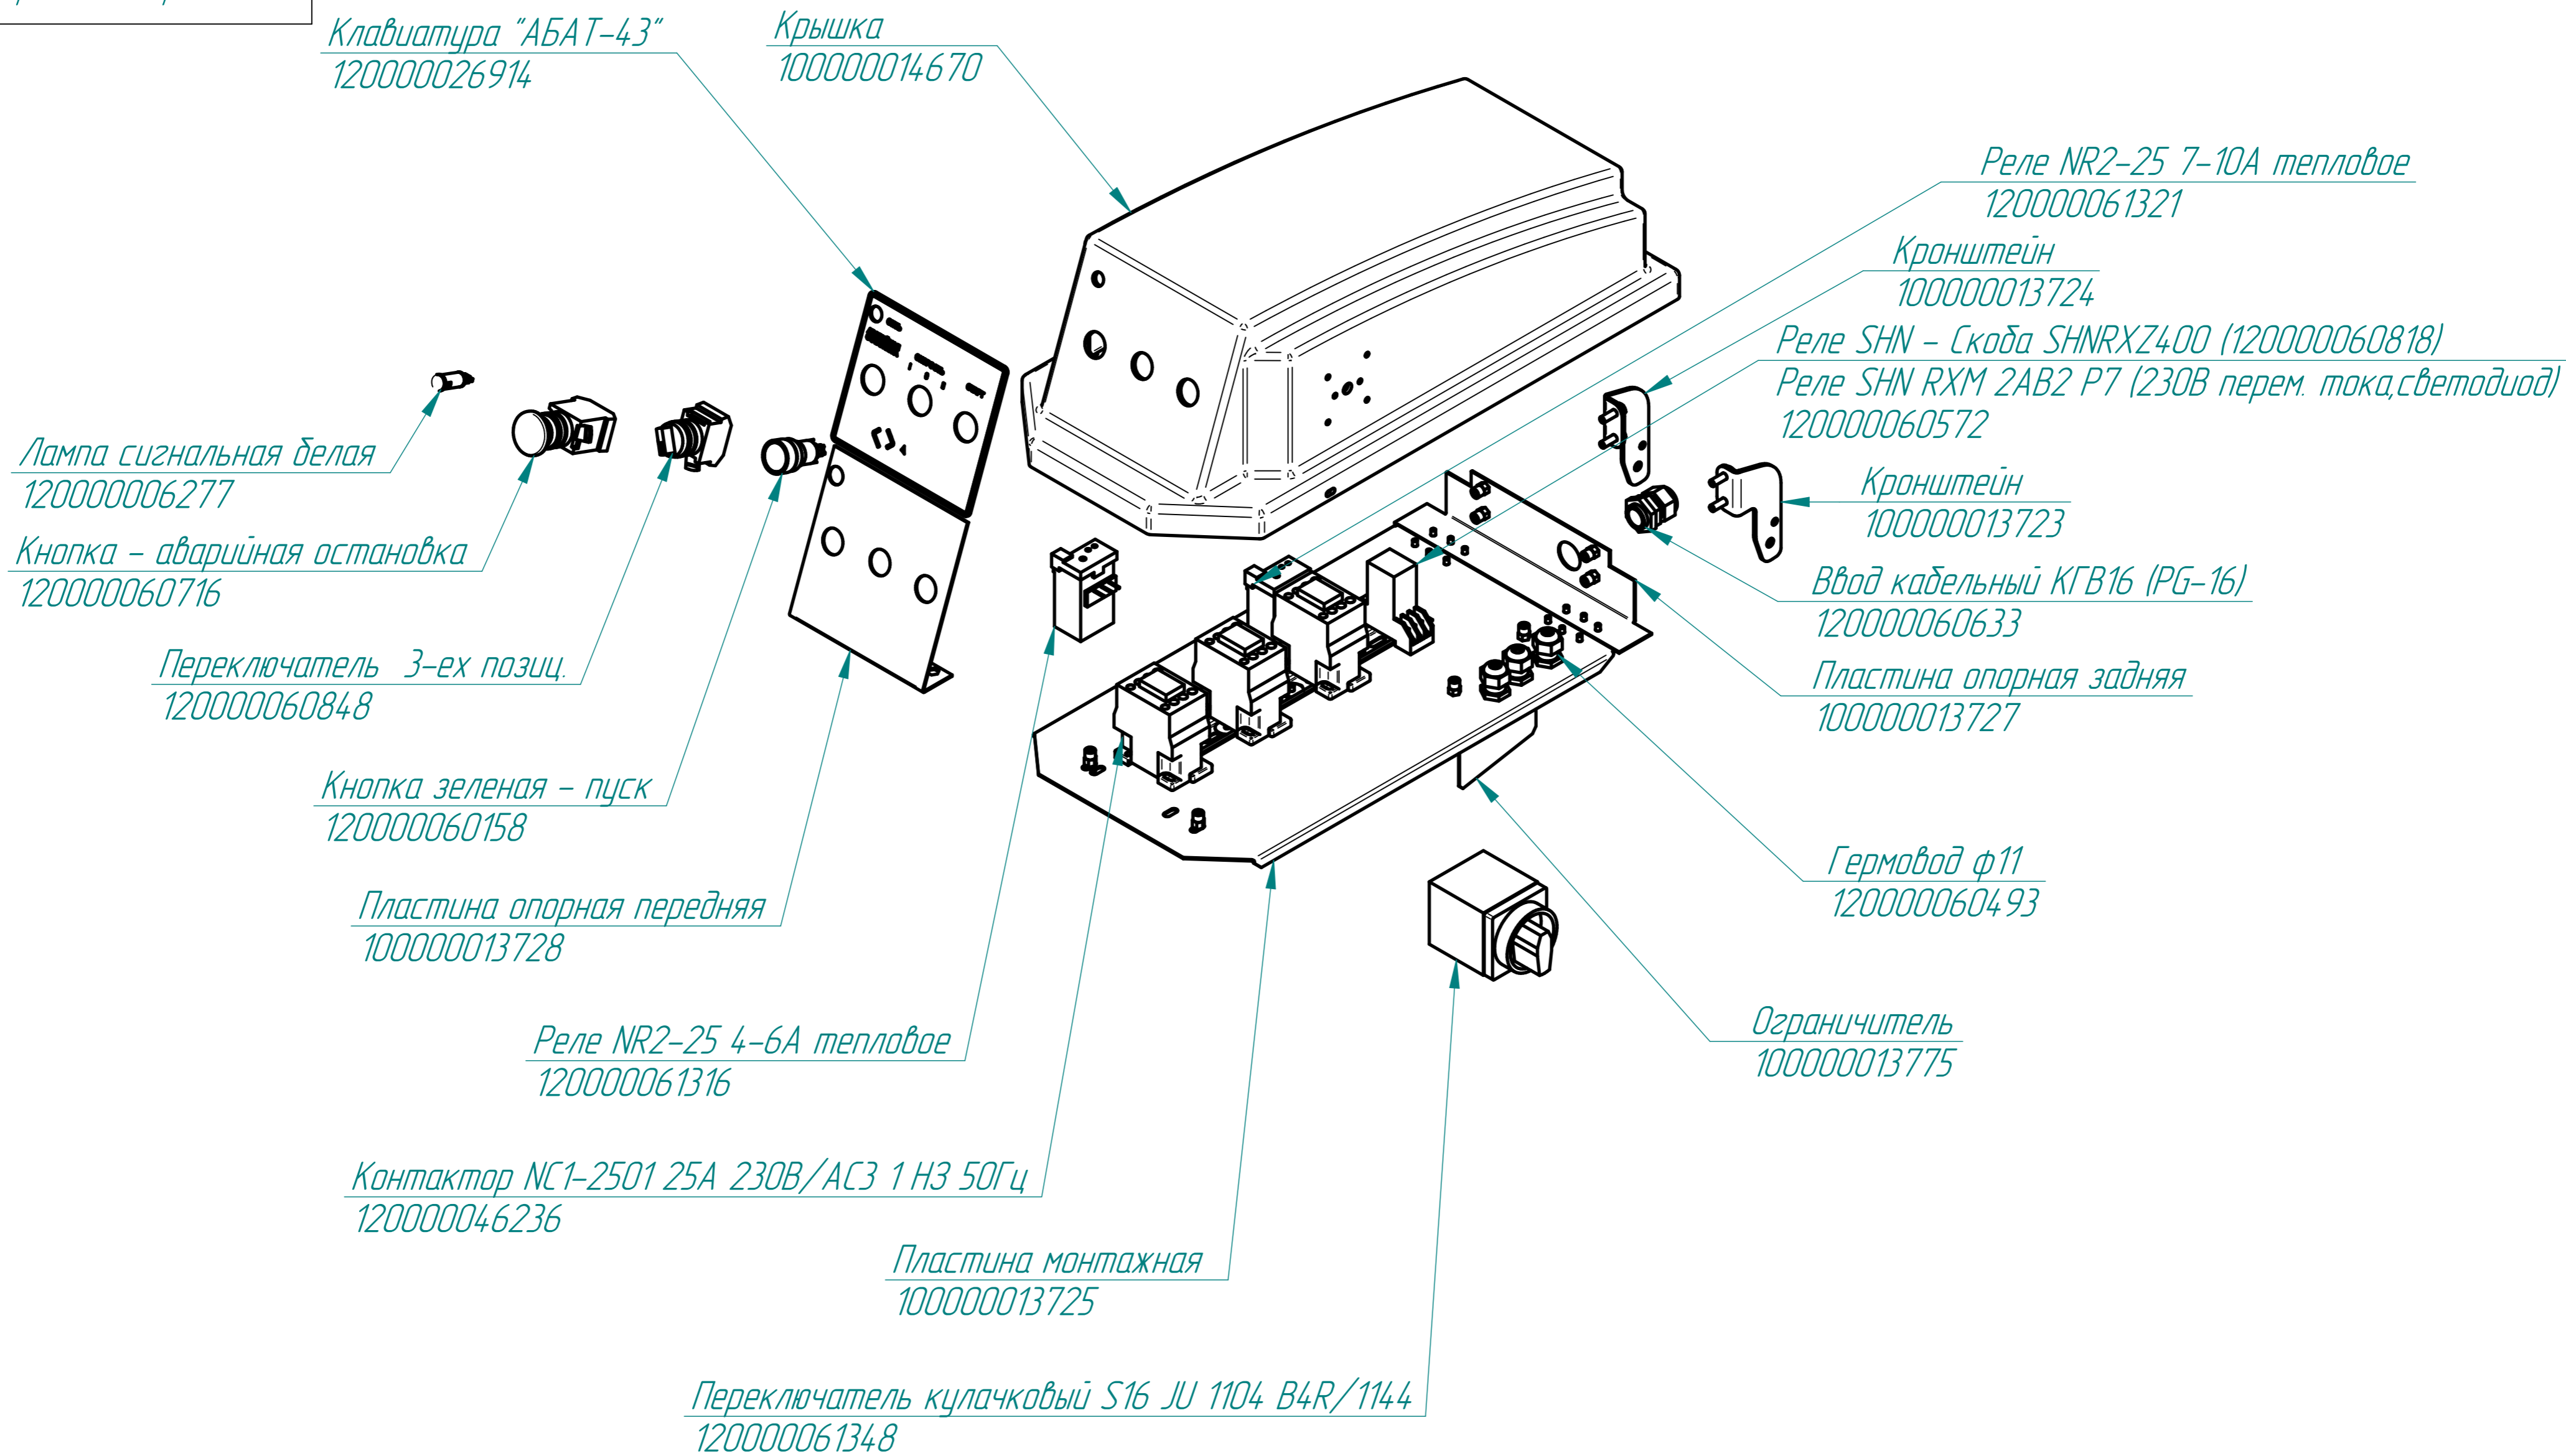 Клавиатура "АБАТ-43"
120000026914
Крышка
100000014670
Реле NR2-25 7-10А тепловое
120000061321
Кронштейн
100000013724
Реле SHN - Скоба SHNRXZ400 (120000060818)
Реле SHN RXM 2AB2 P7 (230В перем. тока,светодиод)
120000060572
Кронштейн
100000013723
Ввод кабельный КГВ16 (PG-16)
120000060633
Пластина опорная задняя
100000013727
Гермовод ф11
120000060493
Ограничитель
100000013775
Лампа сигнальная белая
120000006277
Кнопка - аварийная остановка
120000060716
Переключатель 3-ех позиц.
120000060848
Кнопка зеленая - пуск
120000060158
Пластина опорная передняя
100000013728
Реле NR2-25 4-6А тепловое
120000061316
Контактор NC1-2501 25А 230В/АС3 1 НЗ 50Гц
120000046236
Пластина монтажная
100000013725
Переключатель кулачковый S16 JU 1104 B4R/1144
120000061348